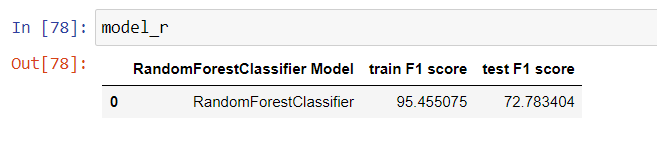 In [78]: model_r
Out[78]:
RandomForestClassifier Model train F1 score test F1 score
0 RandomForestClassifier 95.455075 72.783404